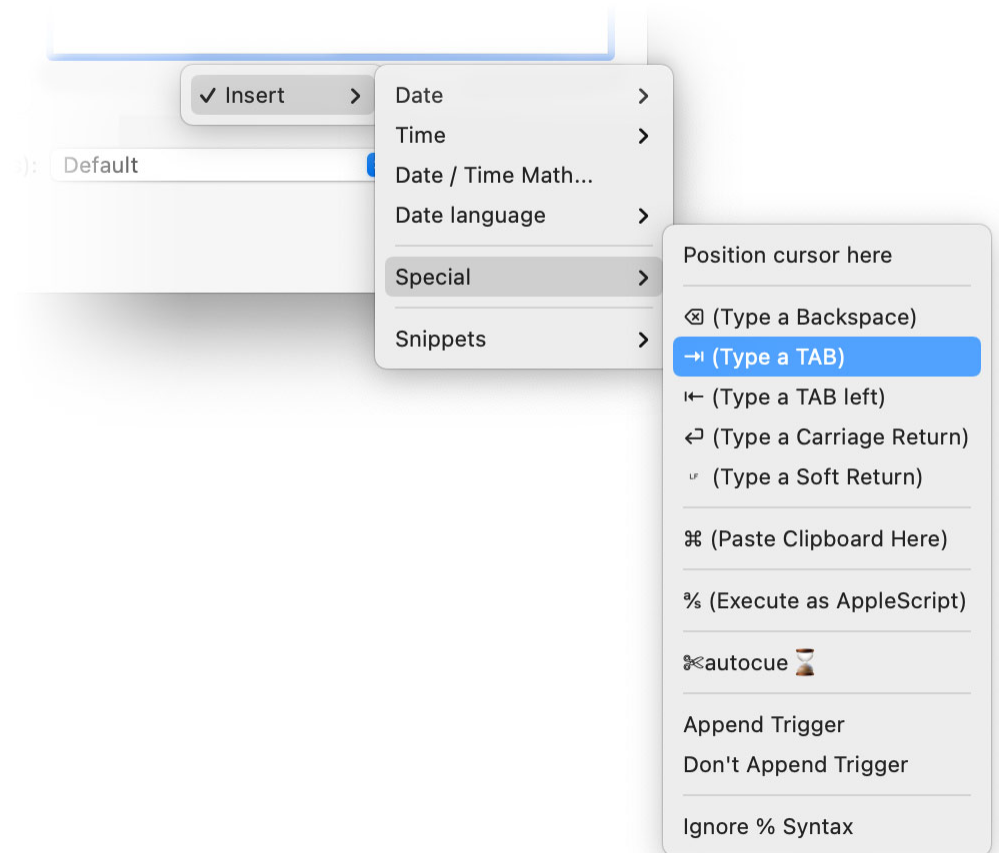 ✓ Insert
Date
Time
Date / Time Math...
Date language
Special
Snippets
): Default
Position cursor here
⌫ (Type a Backspace)
⇥ (Type a TAB)
⇤ (Type a TAB left)
↩ (Type a Carriage Return)
LF (Type a Soft Return)
⌘ (Paste Clipboard Here)
a/s (Execute as AppleScript)
✄autocue⌛
Append Trigger
Don't Append Trigger
Ignore % Syntax